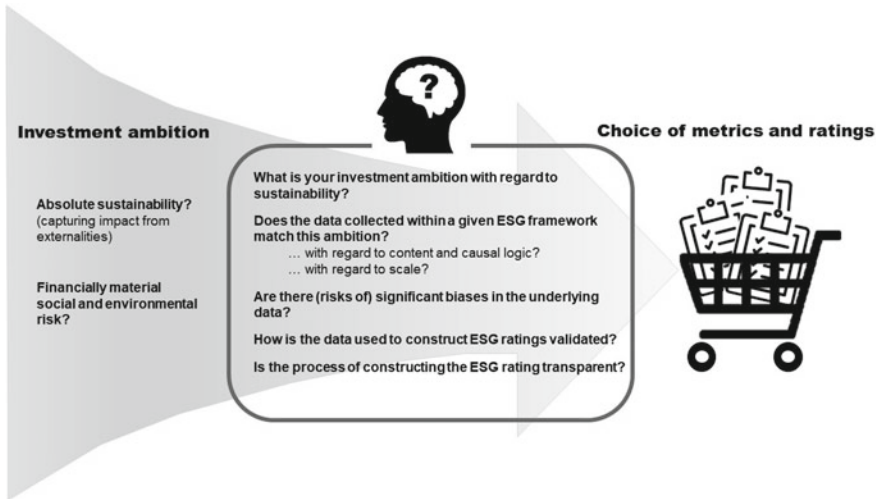 Investment ambition
Absolute sustainability?
(capturing impact from
externalities)
Financially material
social and environmental
risk?
?
What is your investment ambition with regard to
sustainability?
Does the data collected within a given ESG framework
match this ambition?
… with regard to content and causal logic?
… with regard to scale?
Are there (risks of) significant biases in the underlying
data?
How is the data used to construct ESG ratings validated?
Is the process of constructing the ESG rating transparent?
Choice of metrics and ratings